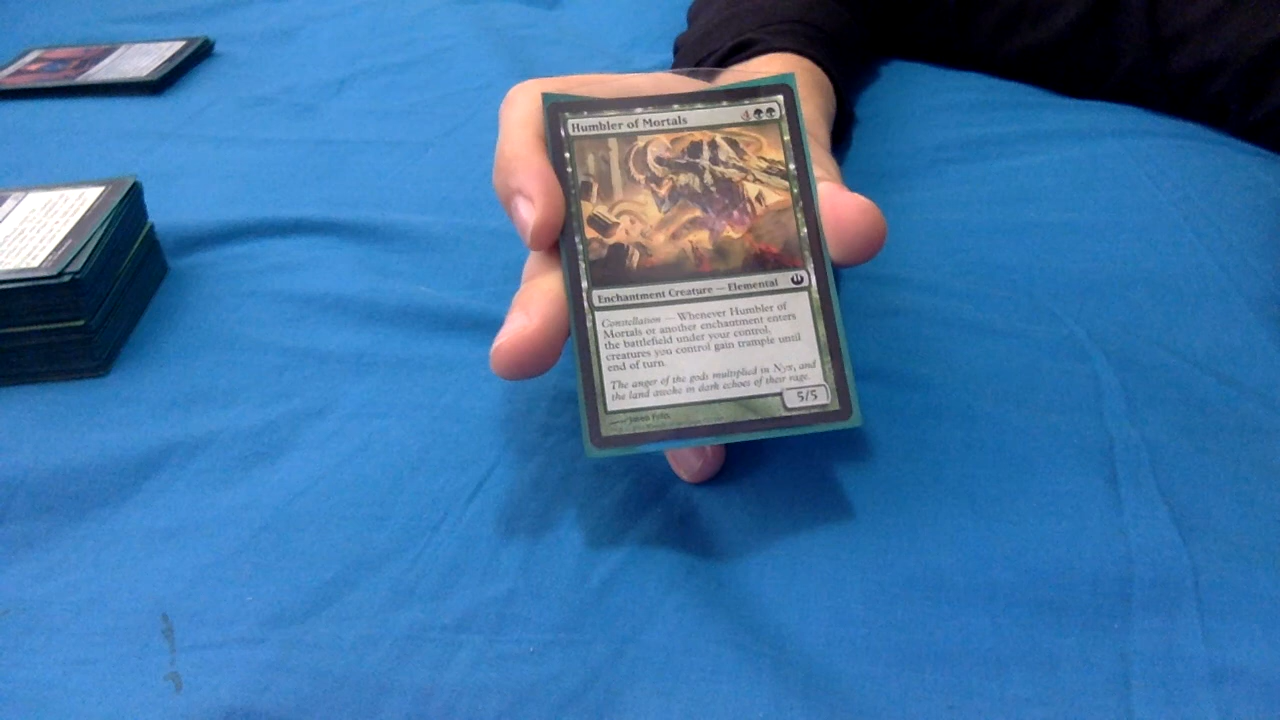 Humbler of Mortals 4
Enchantment Creature — Elemental
Constellation — Whenever Humbler of
Mortals or another enchantment enters
the battlefield under your control,
creatures you control gain trample until
end of turn.
The anger of the gods multiplied in Nyx, and
the land awoke in dark echoes of their rage.
5/5